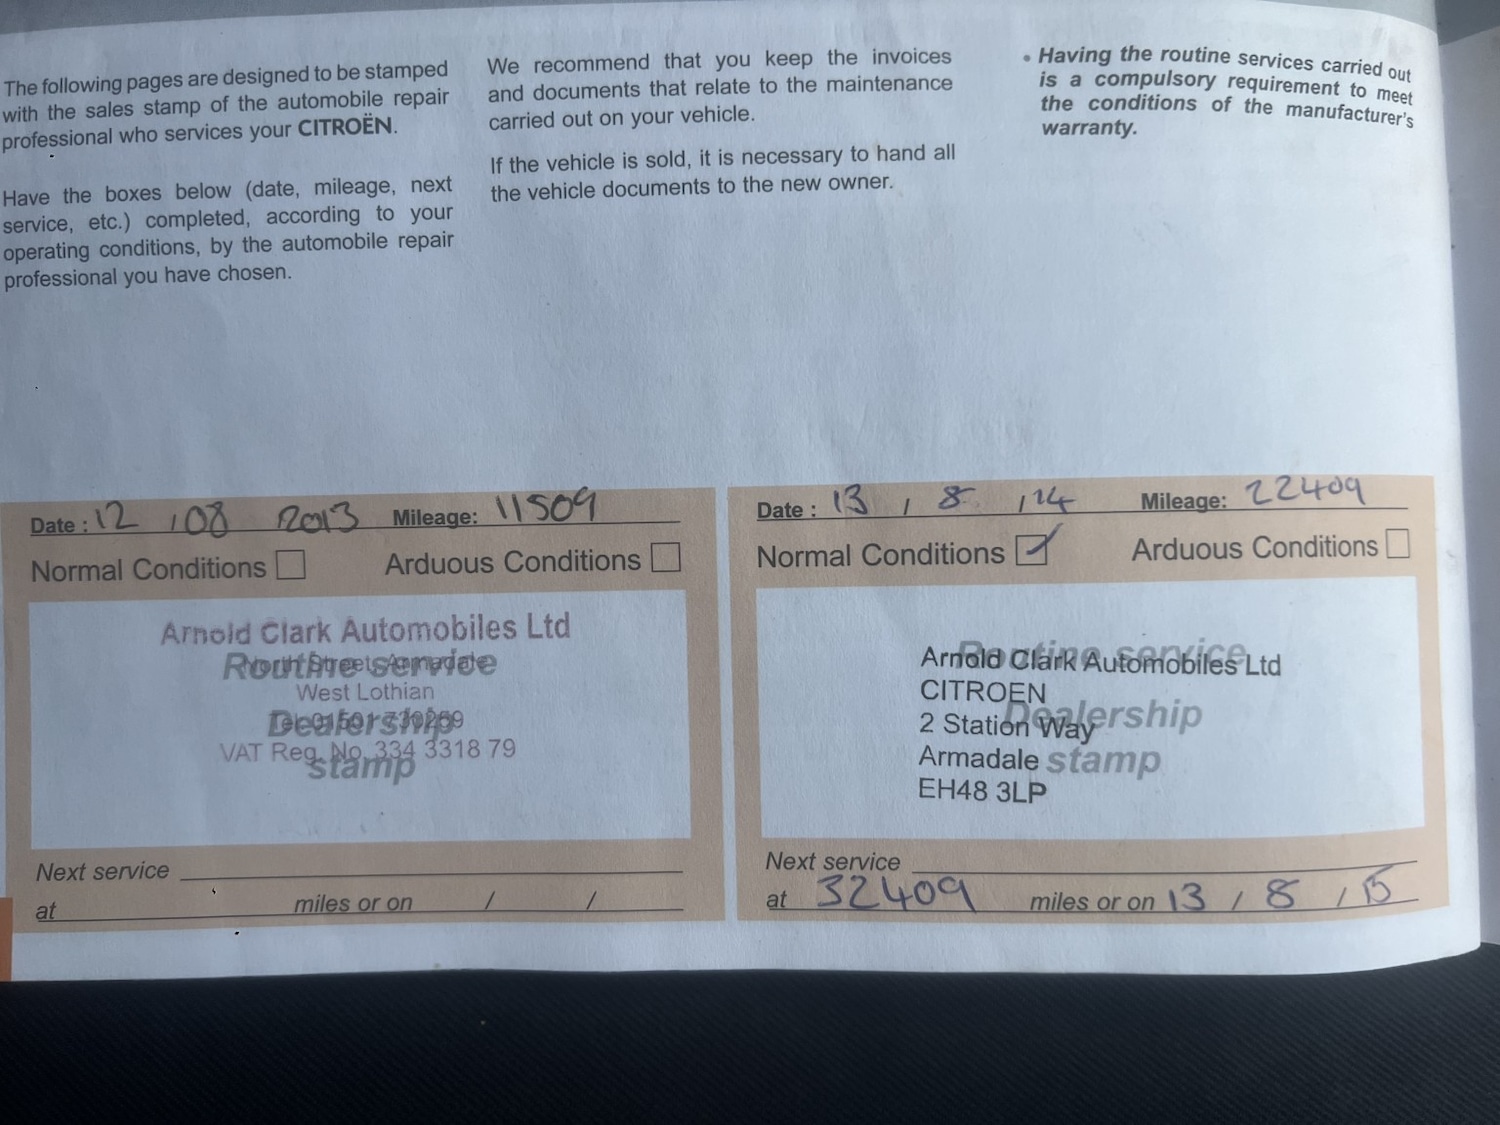 The following pages are designed to be stamped
with the sales stamp of the automobile repair
professional who services your CITROËN.
Have the boxes below (date, mileage, next
service, etc.) completed, according to your
operating conditions, by the automobile repair
professional you have chosen.
We recommend that you keep the invoices
and documents that relate to the maintenance
carried out on your vehicle.
If the vehicle is sold, it is necessary to hand all
the vehicle documents to the new owner.
• Having the routine services carried out
is a compulsory requirement to meet
the conditions of the manufacturer's
warranty.
Date : 12 / 08 2013 Mileage: 11509
Normal Conditions Arduous Conditions
Arnold Clark Automobiles Ltd
Routine service
North Street, Armadale
West Lothian
Dealership
Tel: 01501 730269
VAT Reg. No. 334 3318 79
stamp
Next service
at miles or on / /
Date : 13 / 8 / 14 Mileage: 22409
Normal Conditions Arduous Conditions
Routine service
Arnold Clark Automobiles Ltd
CITROEN
Dealership
2 Station Way
Armadale
stamp
EH48 3LP
Next service
at 32409 miles or on 13 / 8 / 15